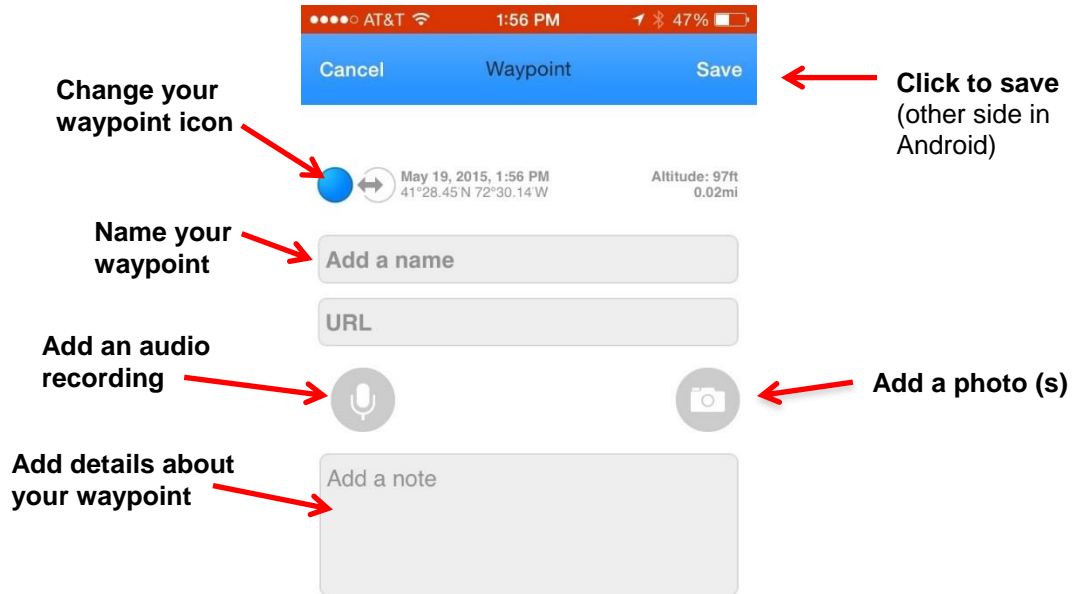 AT&T 1:56 PM 47%
Cancel Waypoint Save
Change your
waypoint icon
Click to save
(other side in
Android)
May 19, 2015, 1:56 PM
41°28.45'N 72°30.14'W
Altitude: 97ft
0.02mi
Name your
waypoint
Add a name
URL
Add an audio
recording
Add a photo (s)
Add details about
your waypoint
Add a note